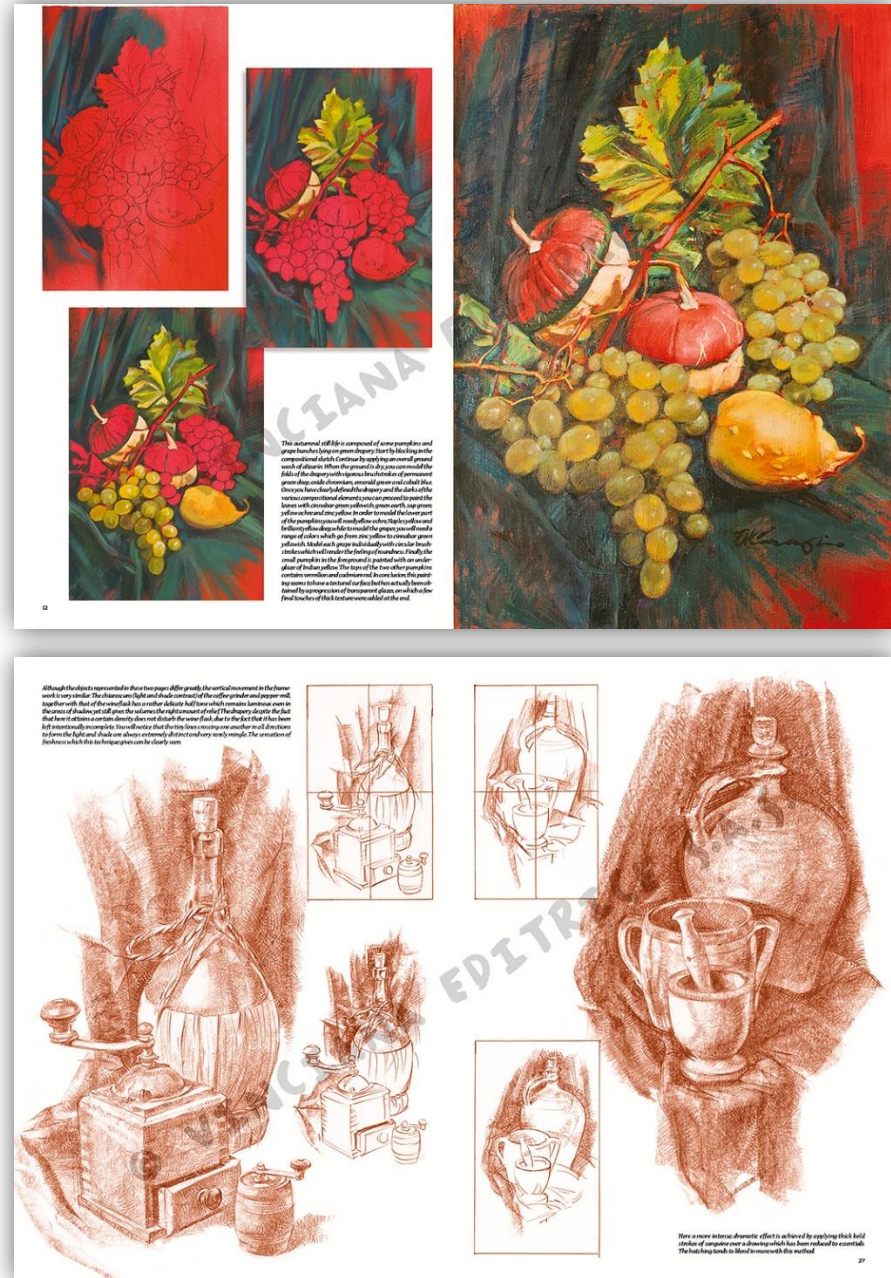 This autumnal still life is composed of some pumpkins and
grape bunches lying on green drapery. Start by blocking in the
compositional sketch. Continue by applying an overall ground
wash of alizarin. When the ground is dry, you can model the
folds of the drapery with vigorous brushstrokes of permanent
green deep, oxide chromium, emerald green and cobalt blue.
Once you have clearly defined the drapery and the darks of the
various compositional elements, you can proceed to paint the
leaves with cinnabar green yellowish, green earth, sap green,
yellow ochre and zinc yellow. In order to model the lower part
of the pumpkins you will need yellow ochre, Naples yellow and
brilliant yellow deep, while to model the grapes you will need a
range of colors which go from zinc yellow to cinnabar green
yellowish. Model each grape individually with circular brush-
strokes which will render the feeling of roundness. Finally, the
small pumpkin in the foreground is painted with an under-
glaze of Indian yellow. The tops of the two other pumpkins
contains vermilion and cadmium red. In conclusion, this paint-
ing seems to have a textured surface but has actually been ob-
tained by a progression of transparent glazes, on which a few
final touches of thick texture were added at the end.
12
Although the objects represented in these two pages differ greatly, the vertical movement in the frame-
work is very similar. The chiaroscuro (light and shade contrast) of the coffee-grinder and pepper-mill,
together with that of the wine flask has a rather delicate half tone which remains luminous even in
the areas of shadow, yet still gives the volumes the right amount of relief. The drapery, despite the fact
that here it attains a certain density, does not disturb the wine flask, due to the fact that it has been
left intentionally incomplete. You will notice that the tiny lines crossing one another in all directions
to form the light and shade are always extremely distinct and very rarely mingle. The sensation of
freshness which this technique gives can be clearly seen.
© VINCIANA EDITRICE S.A.S.
Here a more intense, dramatic effect is achieved by applying thick bold
strokes of sanguine over a drawing which has been reduced to essentials.
The hatching tends to blend in more with this method.
27